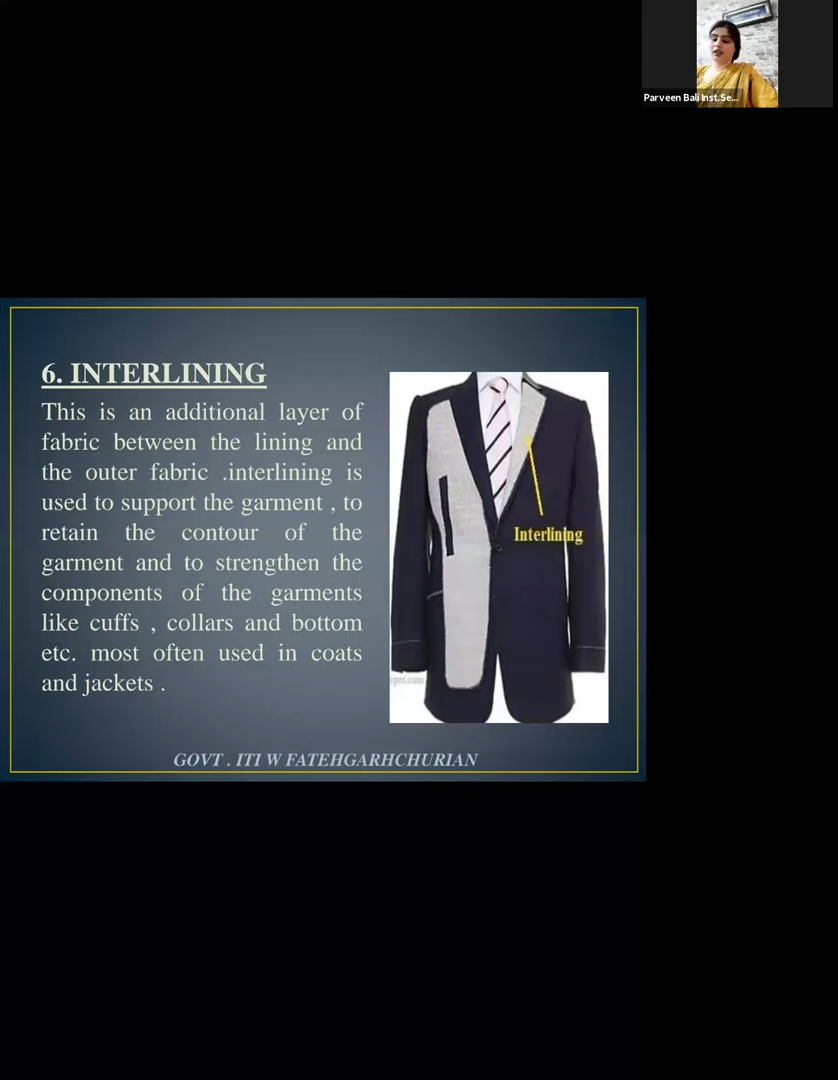 Parveen Bali Inst.Se...
6. INTERLINING
This is an additional layer of
fabric between the lining and
the outer fabric .interlining is
used to support the garment , to
retain the contour of the
garment and to strengthen the
components of the garments
like cuffs , collars and bottom
etc. most often used in coats
and jackets .
Interlining
GOVT . ITI W FATEHGARHCHURIAN